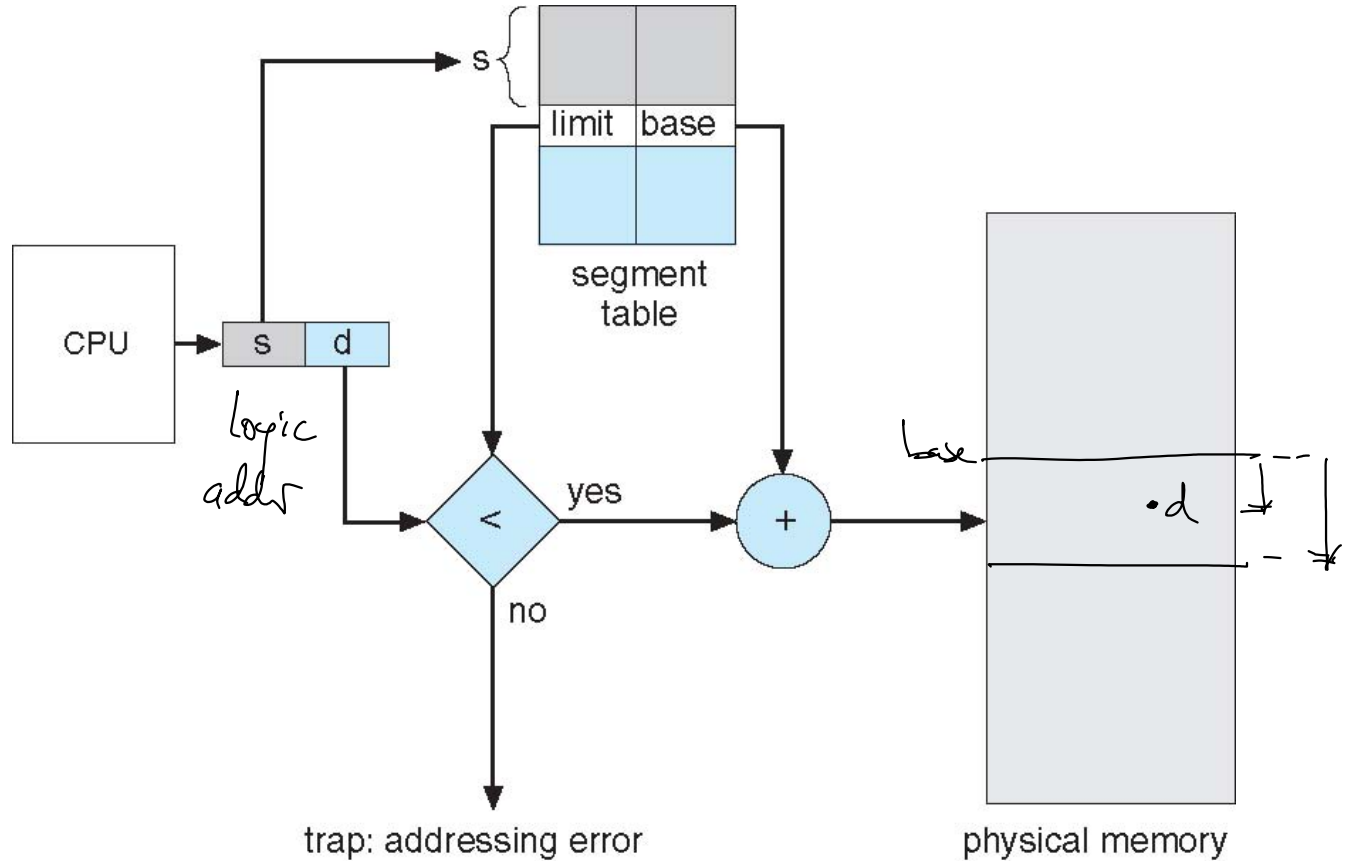 s
limit base
segment
table
CPU
s d
logic
addr
base
yes
<
+
d
no
trap: addressing error
physical memory